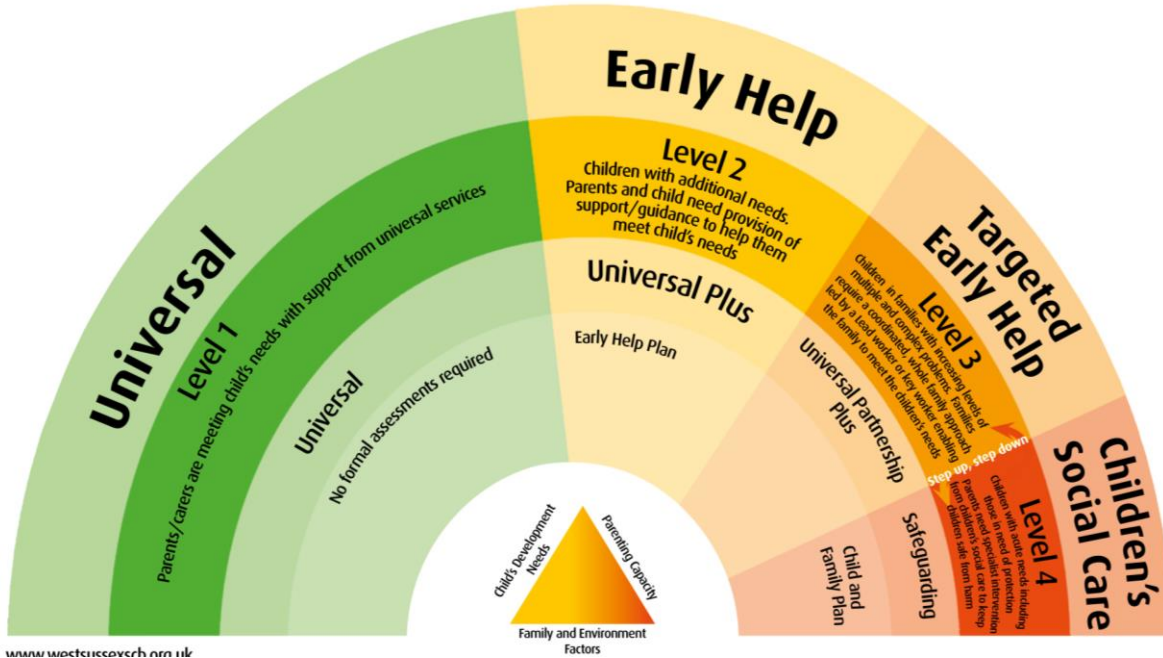 Universal
Level 1
Parents/carers are meeting child's needs with support from universal services
Universal
No formal assessments required
Early Help
Level 2
Children with additional needs.
Parents and child need provision of
support/guidance to help them
meet child's needs
Universal Plus
Early Help Plan
Targeted
Early Help
Level 3
Children in families with increasing levels of
multiple and complex problems. Families
require a coordinated, whole family approach
led by a Lead worker or key worker enabling
the family to meet the children's needs
Universal Partnership
Plus
Step up, step down
Children's
Social Care
Level 4
Children with acute needs including
those in need of protection
Parents need specialist intervention
from children's social care to keep
children safe from harm
Safeguarding
Child and
Family Plan
Child's Development
Needs
Parenting Capacity
Family and Environment
Factors
www.westsussexscb.org.uk